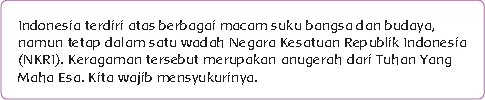 Indonesia terdiri atas berbagai macam suku bangsa dan budaya,
namun tetap dalam satu wadah Negara Kesatuan Republik Indonesia
(NKRI). Keragaman tersebut merupakan anugerah dari Tuhan Yang
Maha Esa. Kita wajib mensyukurinya.